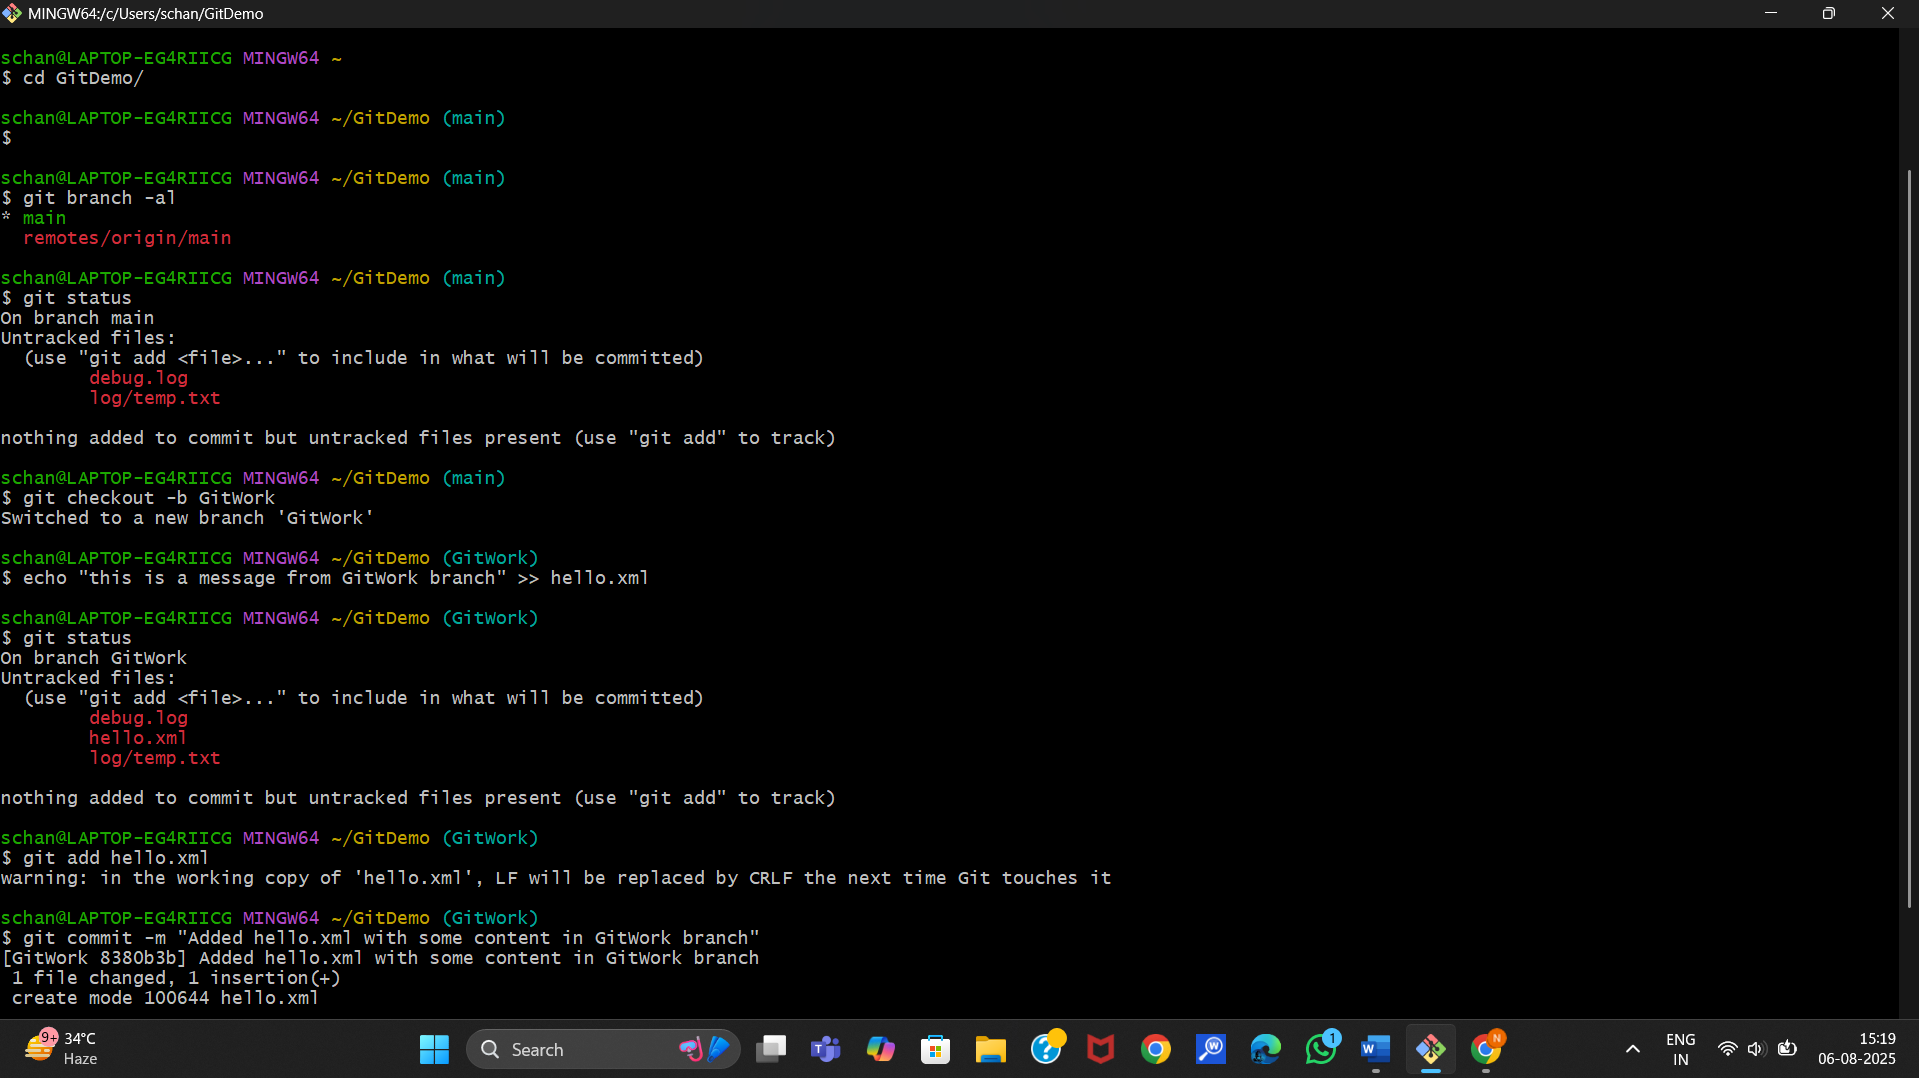 MINGW64:/c/Users/schan/GitDemo
schan@LAPTOP-EG4RIICG MINGW64 ~
$ cd GitDemo/
schan@LAPTOP-EG4RIICG MINGW64 ~/GitDemo (main)
$
schan@LAPTOP-EG4RIICG MINGW64 ~/GitDemo (main)
$ git branch -al
* main
  remotes/origin/main
schan@LAPTOP-EG4RIICG MINGW64 ~/GitDemo (main)
$ git status
On branch main
Untracked files:
  (use "git add <file>..." to include in what will be committed)
        debug.log
        log/temp.txt
nothing added to commit but untracked files present (use "git add" to track)
schan@LAPTOP-EG4RIICG MINGW64 ~/GitDemo (main)
$ git checkout -b GitWork
Switched to a new branch 'GitWork'
schan@LAPTOP-EG4RIICG MINGW64 ~/GitDemo (GitWork)
$ echo "this is a message from GitWork branch" >> hello.xml
schan@LAPTOP-EG4RIICG MINGW64 ~/GitDemo (GitWork)
$ git status
On branch GitWork
Untracked files:
  (use "git add <file>..." to include in what will be committed)
        debug.log
        hello.xml
        log/temp.txt
nothing added to commit but untracked files present (use "git add" to track)
schan@LAPTOP-EG4RIICG MINGW64 ~/GitDemo (GitWork)
$ git add hello.xml
warning: in the working copy of 'hello.xml', LF will be replaced by CRLF the next time Git touches it
schan@LAPTOP-EG4RIICG MINGW64 ~/GitDemo (GitWork)
$ git commit -m "Added hello.xml with some content in GitWork branch"
[GitWork 8380b3b] Added hello.xml with some content in GitWork branch
 1 file changed, 1 insertion(+)
 create mode 100644 hello.xml
9+
34°C
Haze
Search
1
N
ENG
IN
15:19
06-08-2025